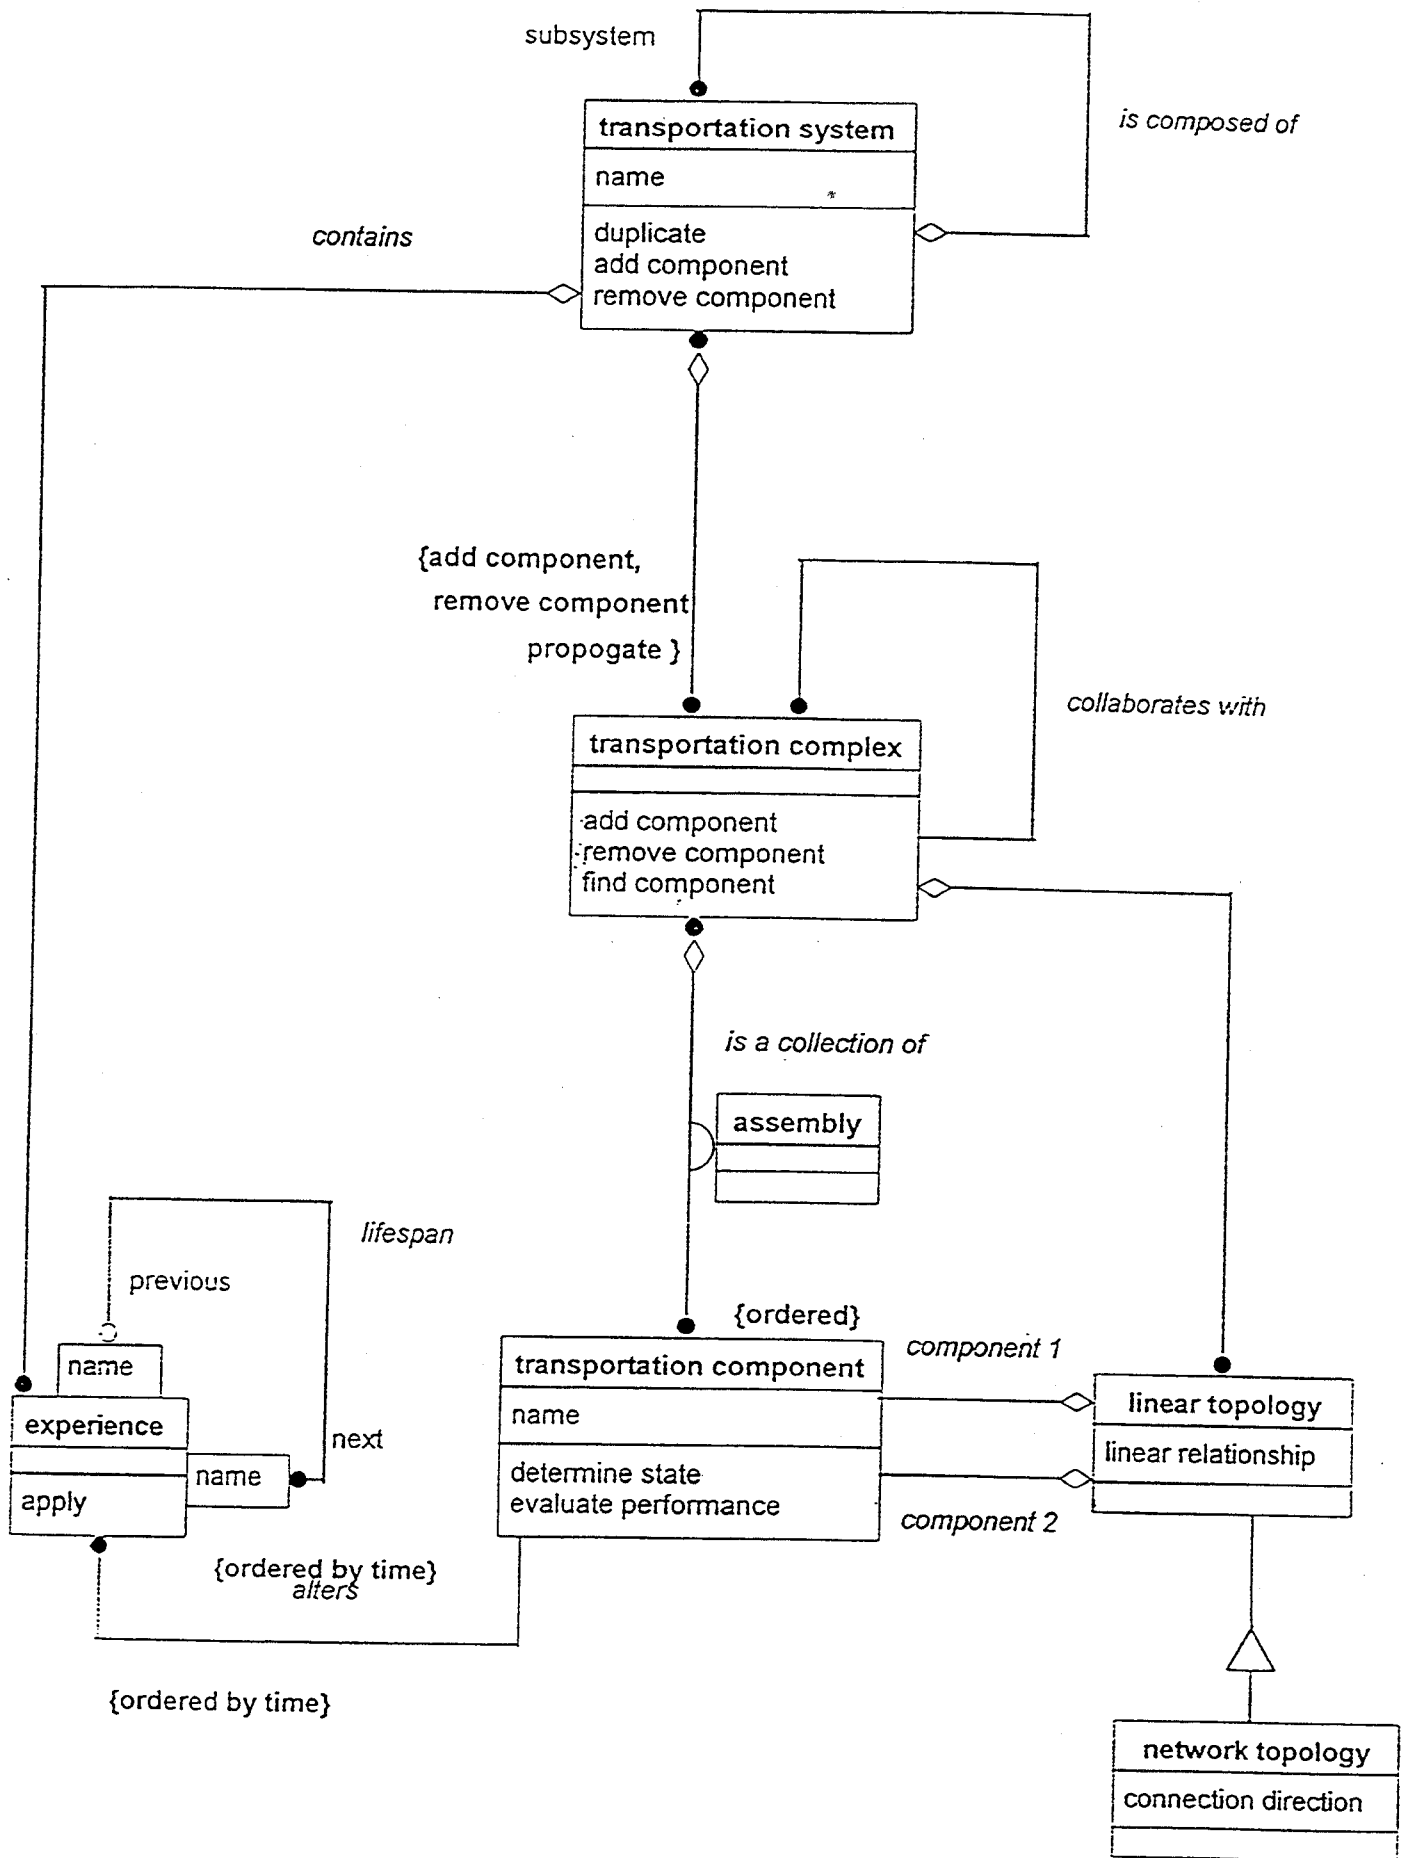 subsystem
is composed of
transportation system
name
duplicate
add component
remove component
contains
{add component,
remove component
propogate }
collaborates with
transportation complex
add component
remove component
find component
is a collection of
assembly
lifespan
previous
name
experience
apply
name
next
{ordered}
transportation component
name
determine state
evaluate performance
component 1
component 2
linear topology
linear relationship
{ordered by time}
alters
{ordered by time}
network topology
connection direction